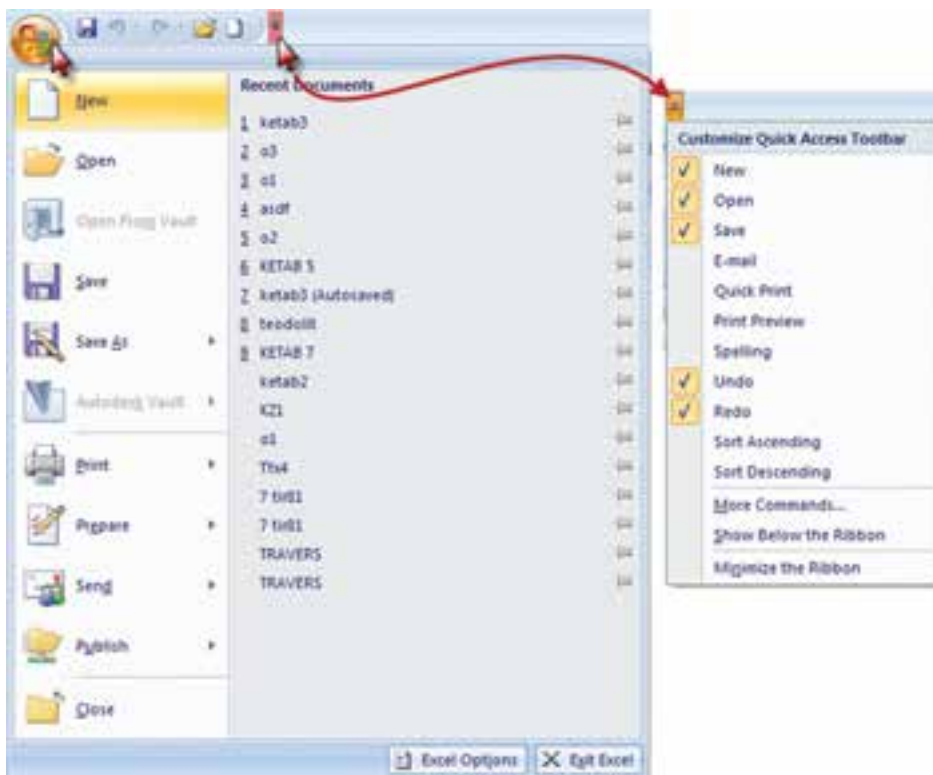 New
Open
Open From Vault
Save
Save As
Autodesk Vault
Print
Prepare
Send
Publish
Close
Recent Documents
1 ketab3
2 o3
3 o1
4 asdf
5 o2
6 KETAB 5
7 ketab3 (Autosaved)
8 teodolit
9 KETAB 7
ketab2
KZ1
o1
7 tir81
7 tir81
TRAVERS
TRAVERS
Excel Options
Exit Excel
Customize Quick Access Toolbar
New
Open
Save
E-mail
Quick Print
Print Preview
Spelling
Undo
Redo
Sort Ascending
Sort Descending
More Commands...
Show Below the Ribbon
Minimize the Ribbon